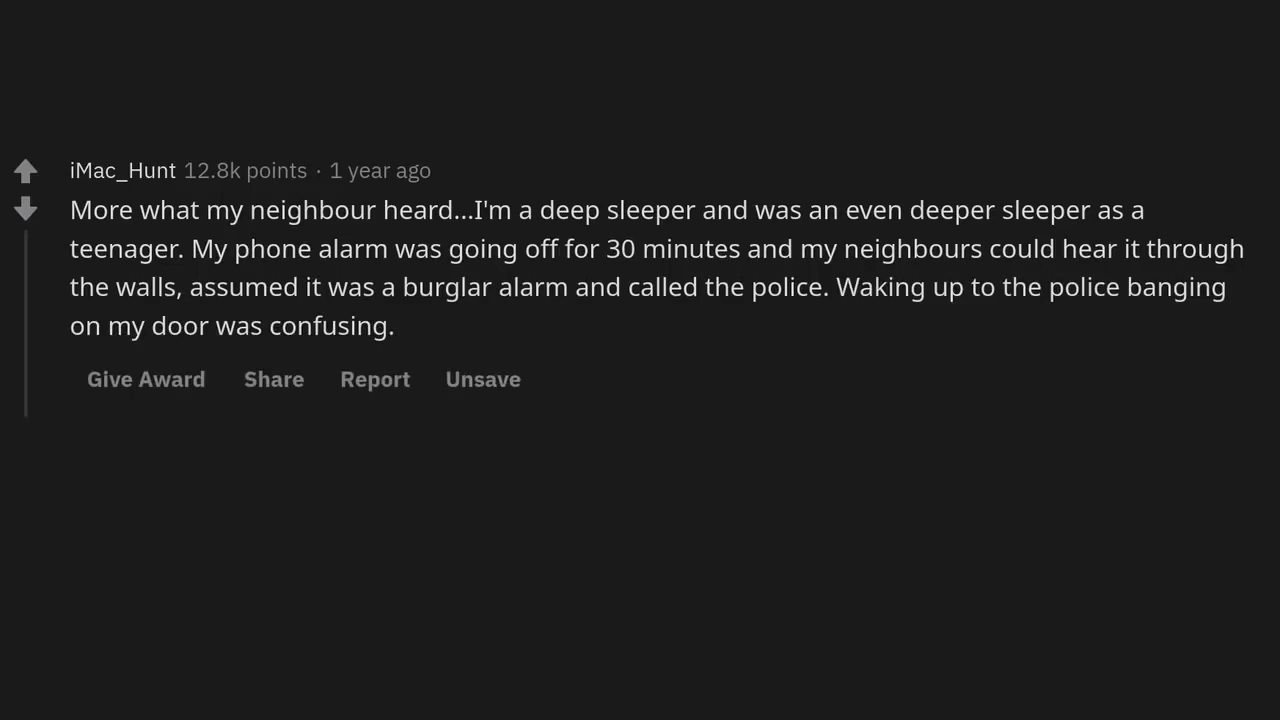 iMac_Hunt 12.8k points · 1 year ago
More what my neighbour heard...I'm a deep sleeper and was an even deeper sleeper as a
teenager. My phone alarm was going off for 30 minutes and my neighbours could hear it through
the walls, assumed it was a burglar alarm and called the police. Waking up to the police banging
on my door was confusing.
Give Award Share Report Unsave